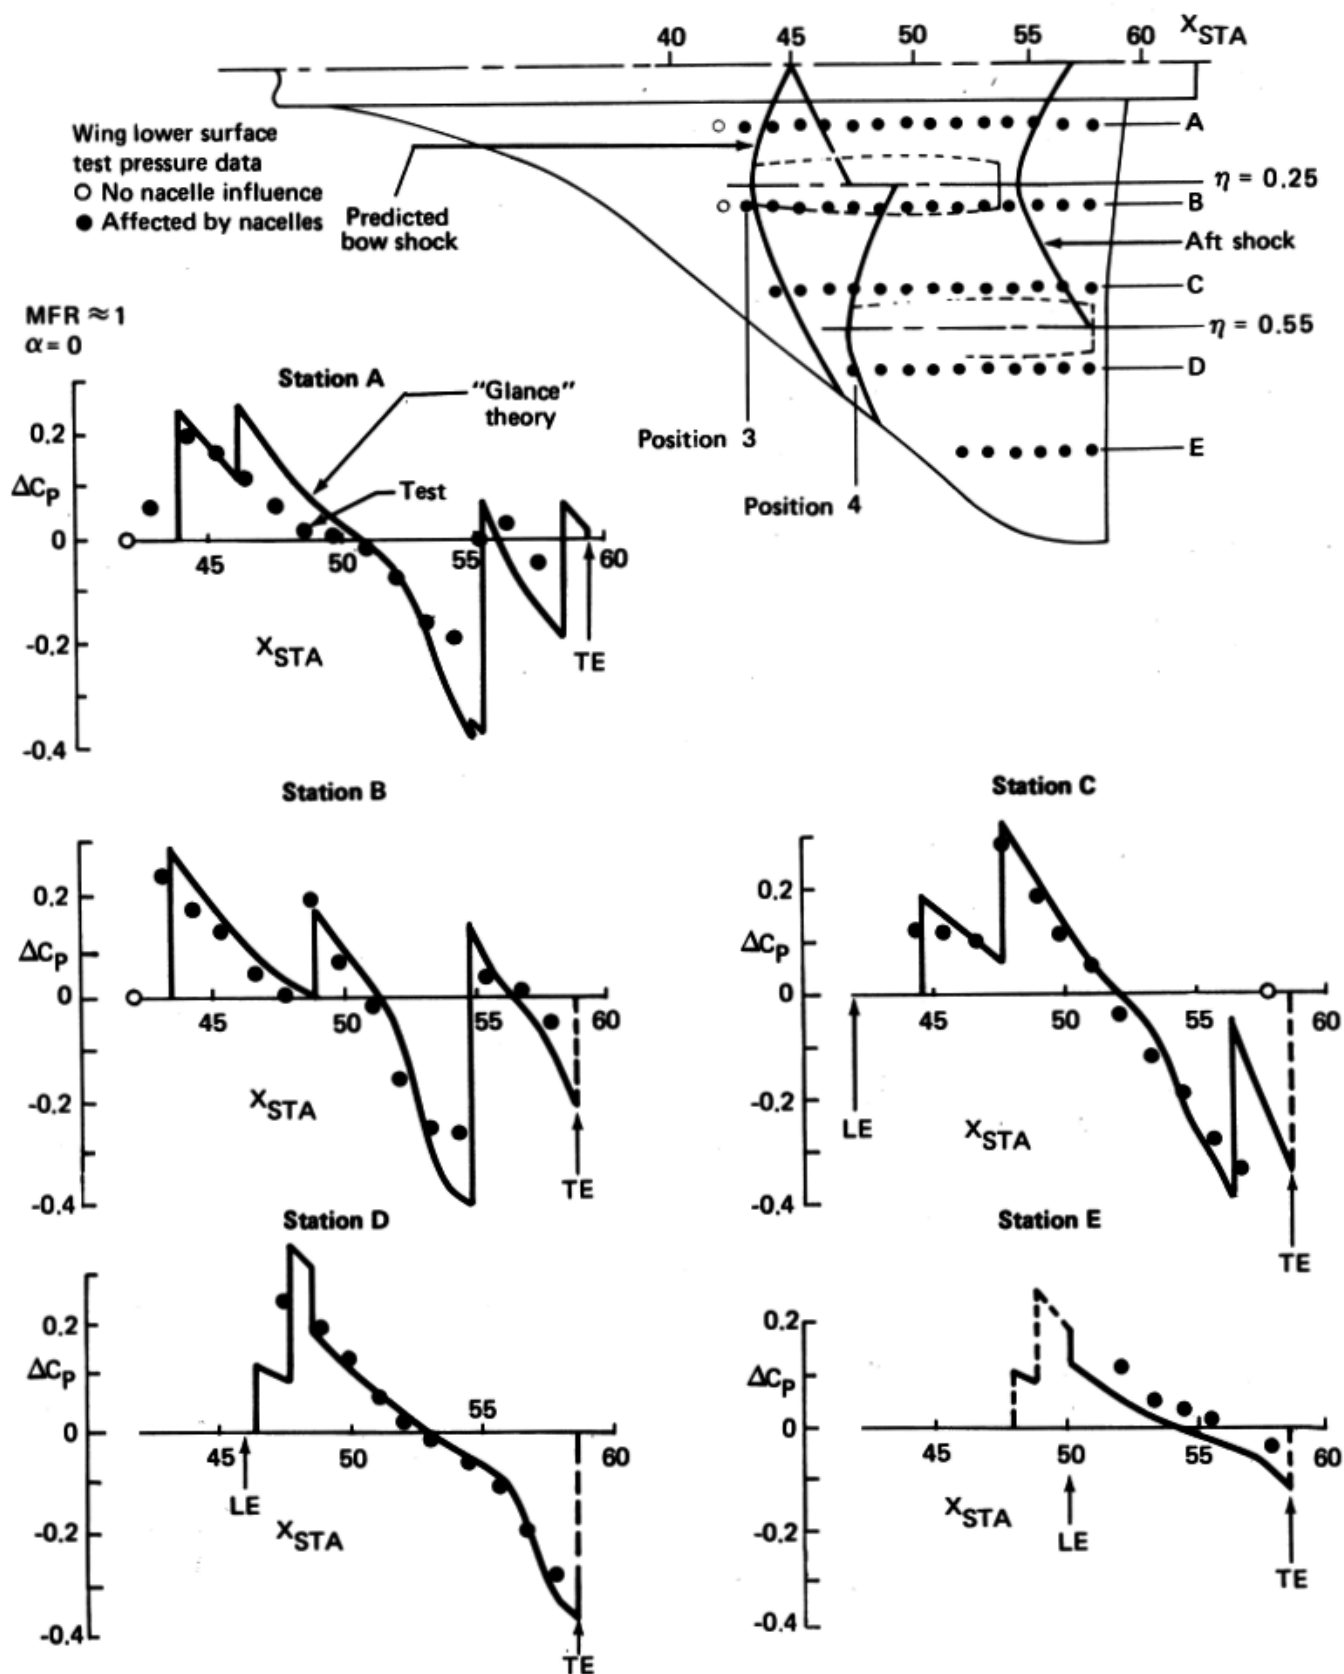 40 45 50 55 60 X_STA
Wing lower surface
test pressure data
○ No nacelle influence
● Affected by nacelles
Predicted
bow shock
A
η = 0.25
B
Aft shock
C
η = 0.55
D
E
Position 3
Position 4
MFR ≈ 1
α = 0
Station A
"Glance"
theory
Test
0.2
ΔC_P
0
45 50 55 60
-0.2
X_STA
TE
-0.4
Station B
0.2
ΔC_P
0
45 50 55 60
-0.2
X_STA
TE
-0.4
Station C
0.2
ΔC_P
0
45 50 55 60
-0.2
LE
X_STA
-0.4
TE
Station D
0.2
ΔC_P
55
0
45 50 60
LE
-0.2
X_STA
-0.4
TE
Station E
0.2
ΔC_P
0
45 50 55 60
X_STA
-0.2
LE
TE
-0.4